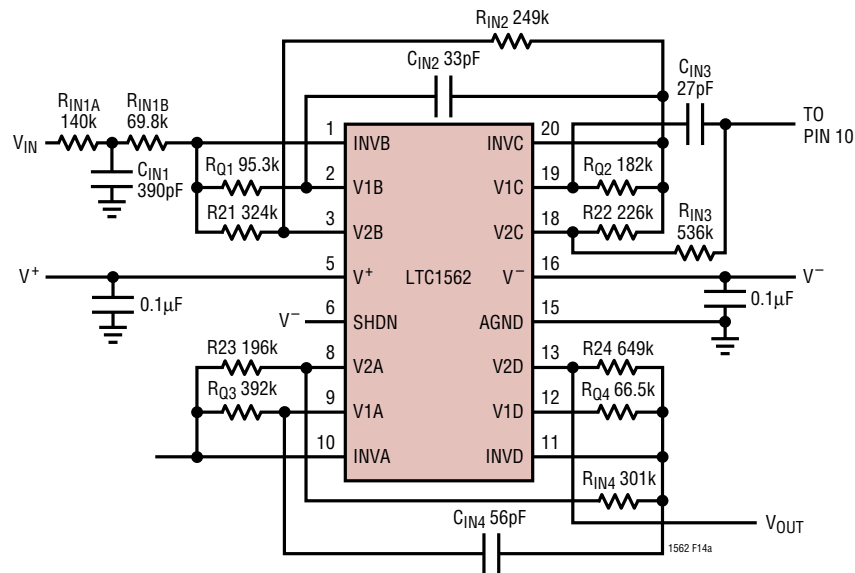 RIN2 249k
CIN2 33pF
CIN3
27pF
RIN1A
140k
RIN1B
69.8k
TO
PIN 10
VIN
CIN1
390pF
1
INVB
INVC
20
RQ1 95.3k
2
V1B
V1C
19
RQ2 182k
R21 324k
3
V2B
V2C
18
R22 226k
RIN3
536k
V+
5
V+
LTC1562
V−
16
V−
0.1µF
0.1µF
V−
6
SHDN
AGND
15
R23 196k
8
V2A
V2D
13
R24 649k
RQ3 392k
9
V1A
V1D
12
RQ4 66.5k
10
INVA
INVD
11
RIN4 301k
CIN4 56pF
VOUT
1562 F14a